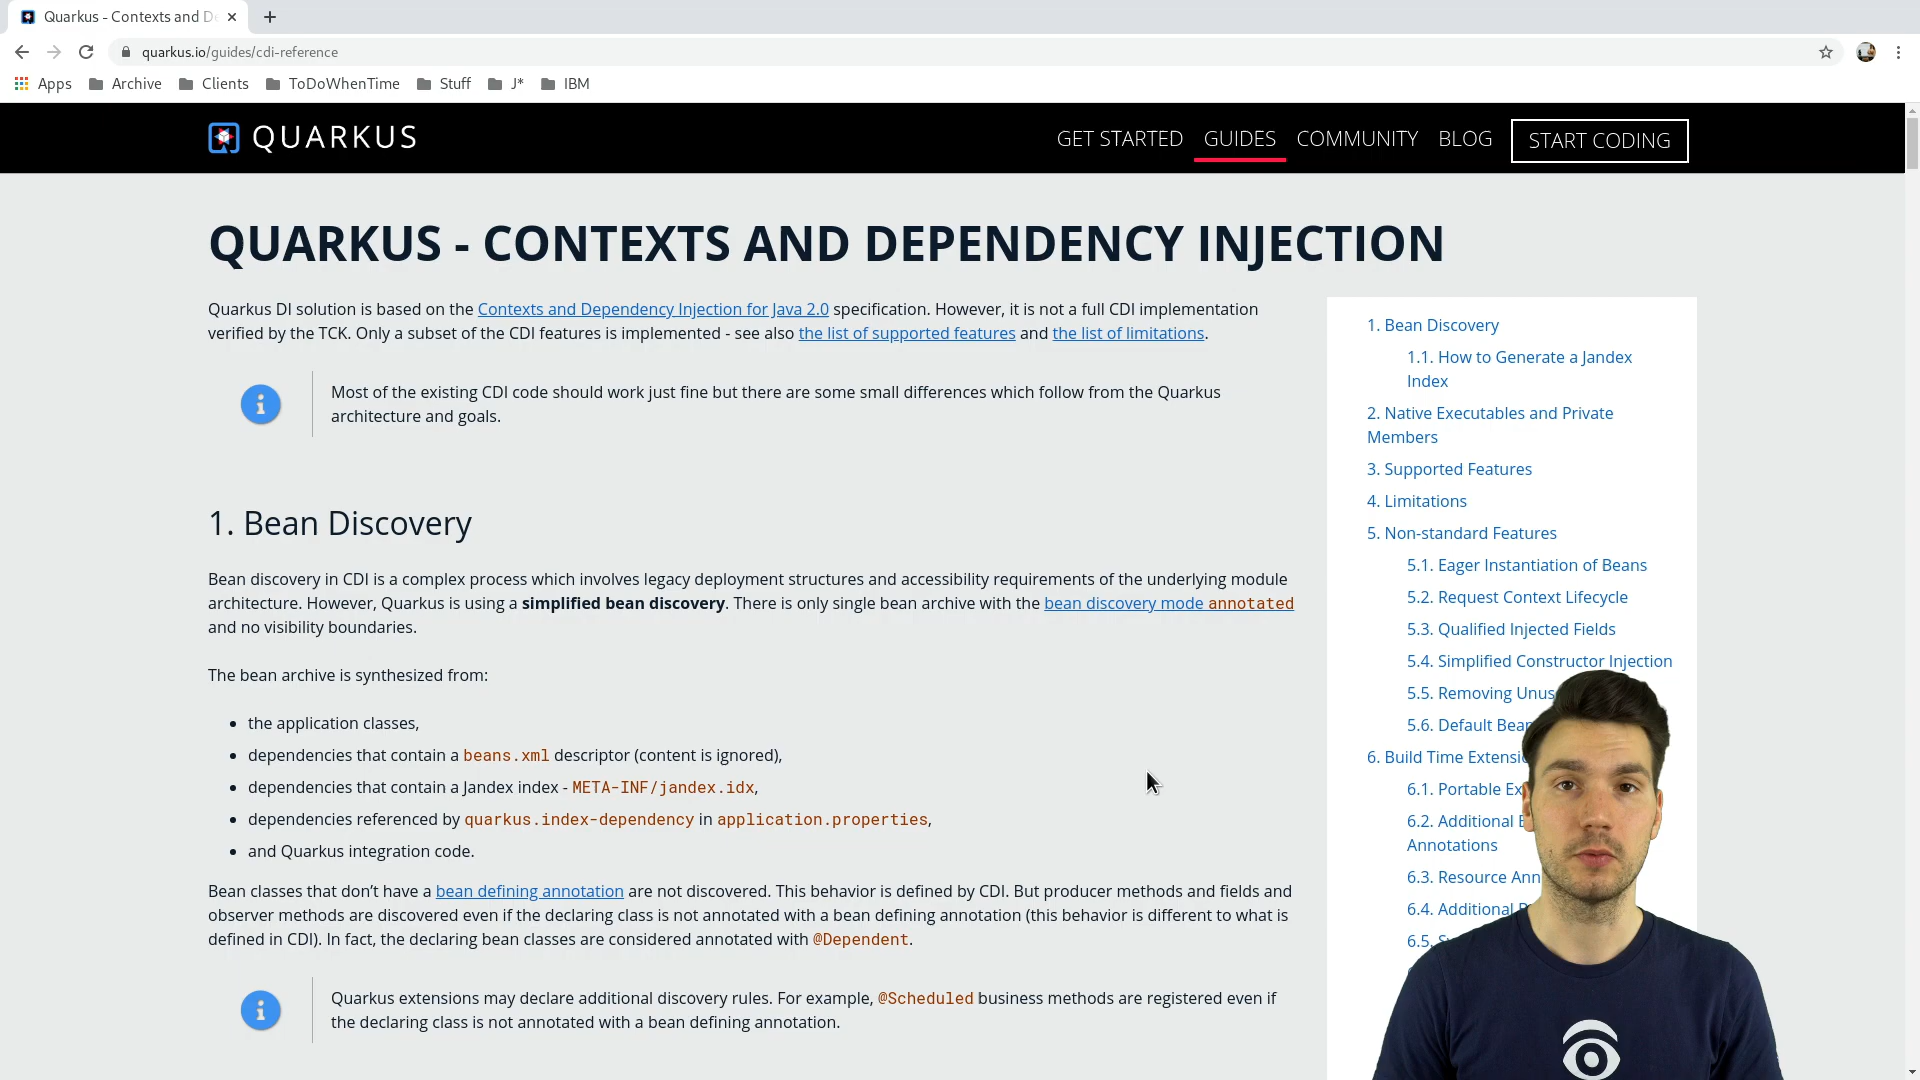 Quarkus - Contexts and De
quarkus.io/guides/cdi-reference
Apps Archive Clients ToDoWhenTime Stuff J* IBM
QUARKUS
GET STARTED GUIDES COMMUNITY BLOG START CODING
QUARKUS - CONTEXTS AND DEPENDENCY INJECTION
Quarkus DI solution is based on the Contexts and Dependency Injection for Java 2.0 specification. However, it is not a full CDI implementation
verified by the TCK. Only a subset of the CDI features is implemented - see also the list of supported features and the list of limitations.
Most of the existing CDI code should work just fine but there are some small differences which follow from the Quarkus
architecture and goals.
1. Bean Discovery
Bean discovery in CDI is a complex process which involves legacy deployment structures and accessibility requirements of the underlying module
architecture. However, Quarkus is using a simplified bean discovery. There is only single bean archive with the bean discovery mode annotated
and no visibility boundaries.
The bean archive is synthesized from:
• the application classes,
• dependencies that contain a beans.xml descriptor (content is ignored),
• dependencies that contain a Jandex index - META-INF/jandex.idx,
• dependencies referenced by quarkus.index-dependency in application.properties,
• and Quarkus integration code.
Bean classes that don’t have a bean defining annotation are not discovered. This behavior is defined by CDI. But producer methods and fields and
observer methods are discovered even if the declaring class is not annotated with a bean defining annotation (this behavior is different to what is
defined in CDI). In fact, the declaring bean classes are considered annotated with @Dependent.
Quarkus extensions may declare additional discovery rules. For example, @Scheduled business methods are registered even if
the declaring class is not annotated with a bean defining annotation.
1. Bean Discovery
1.1. How to Generate a Jandex
Index
2. Native Executables and Private
Members
3. Supported Features
4. Limitations
5. Non-standard Features
5.1. Eager Instantiation of Beans
5.2. Request Context Lifecycle
5.3. Qualified Injected Fields
5.4. Simplified Constructor Injection
5.5. Removing Unus
5.6. Default Bea
6. Build Time Extensi
6.1. Portable Ex
6.2. Additional
Annotations
6.3. Resource Ann
6.4. Additional
6.5.